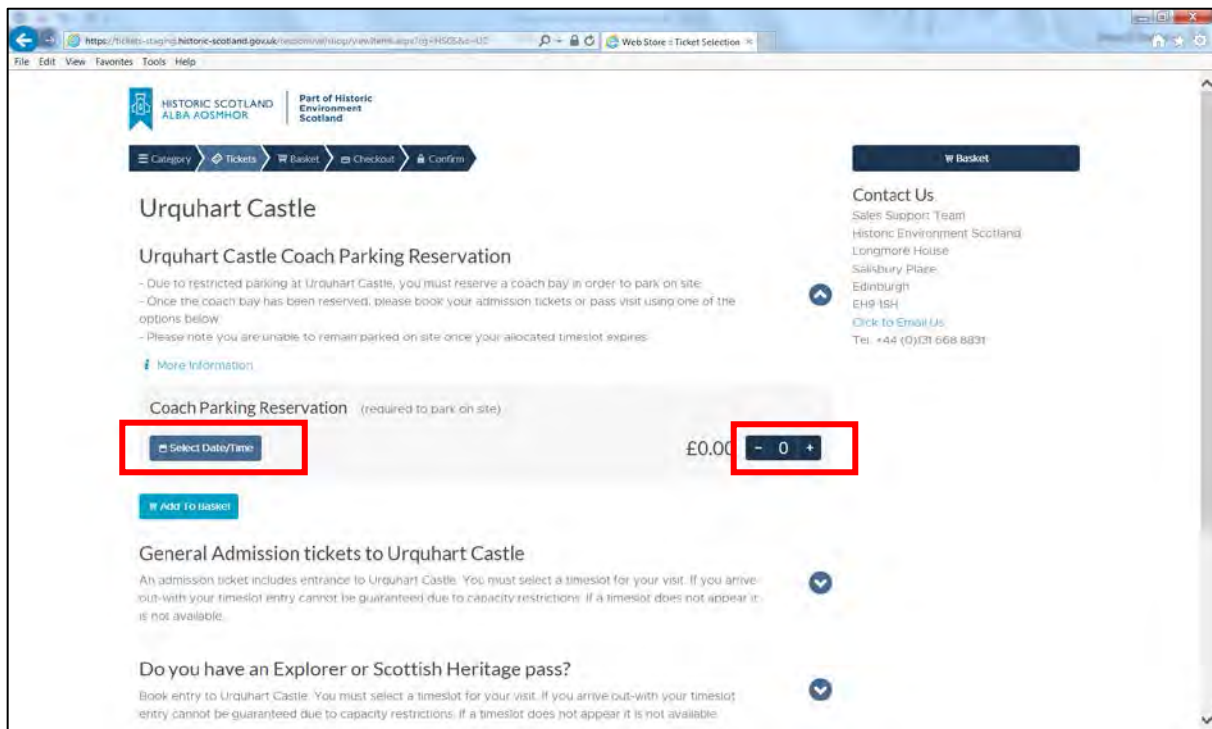 https://tickets-staging.historic-scotland.gov.uk
Web Store : Ticket Selection
File Edit View Favorites Tools Help
HISTORIC SCOTLAND
ALBA AOSMHOR
Part of Historic
Environment
Scotland
Category Tickets Basket Checkout Confirm
Basket
Urquhart Castle
Urquhart Castle Coach Parking Reservation
- Due to restricted parking at Urquhart Castle, you must reserve a coach bay in order to park on site.
- Once the coach bay has been reserved, please book your admission tickets or pass visit using one of the
options below
- Please note you are unable to remain parked on site once your allocated timeslot expires.
More Information
Coach Parking Reservation (required to park on site)
Select Date/Time
£0.00 - 0 +
Add To Basket
General Admission tickets to Urquhart Castle
An admission ticket includes entrance to Urquhart Castle. You must select a timeslot for your visit. If you arrive
out-with your timeslot entry cannot be guaranteed due to capacity restrictions. If a timeslot does not appear it
is not available.
Do you have an Explorer or Scottish Heritage pass?
Book entry to Urquhart Castle. You must select a timeslot for your visit. If you arrive out-with your timeslot
entry cannot be guaranteed due to capacity restrictions. If a timeslot does not appear it is not available.
Contact Us
Sales Support Team
Historic Environment Scotland
Longmore House
Salisbury Place
Edinburgh
EH9 1SH
Click to Email Us
Tel. +44 (0)131 668 8831